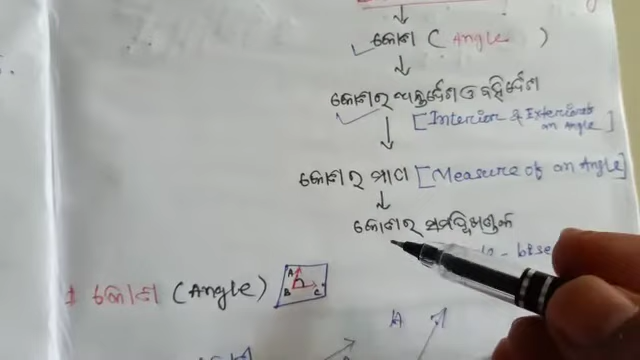 କୋଣ (Angle)
କୋଣର ଅନ୍ତର୍ଦେଶ ଓ ବହିର୍ଦେଶ
[Interior & Exterior of an Angle]
କୋଣର ମାପ [Measure of an Angle]
କୋଣର ସମଦ୍ୱିଖଣ୍ଡକ
1 କୋଣ (Angle)
A
B C
A